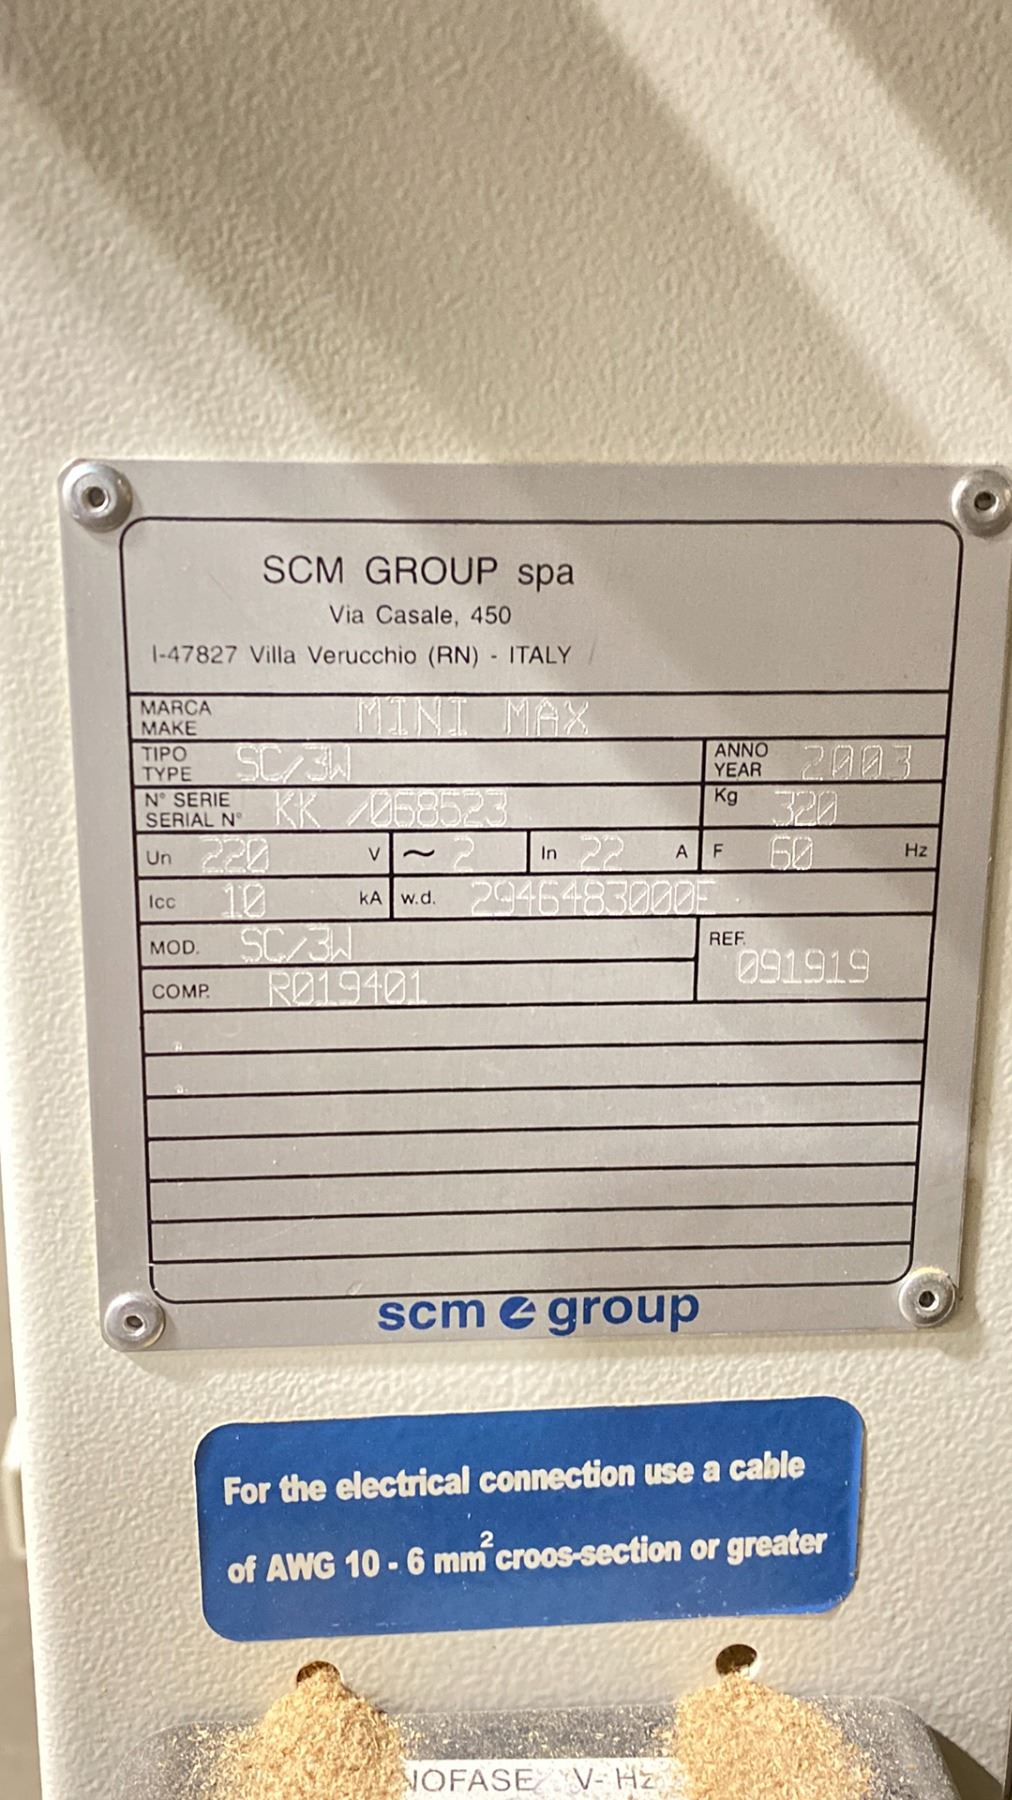 SCM GROUP spa
Via Casale, 450
I-47827 Villa Verucchio (RN) - ITALY
MARCA
MAKE MINI MAX
TIPO
TYPE SC/3W
ANNO
YEAR 2003
N° SERIE
SERIAL N° KK /068523
Kg 320
Un 220 V ~ 2 In 22 A F 60 Hz
Icc 10 kA w.d. 29464830000E
MOD. SC/3W
REF. 091919
COMP. R019401
scm group
For the electrical connection use a cable
of AWG 10 - 6 mm² croos-section or greater
NOFASE V- Hz